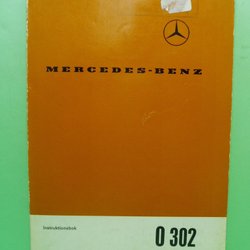 MERCEDES-BENZ
Instruktionsbok
O 302